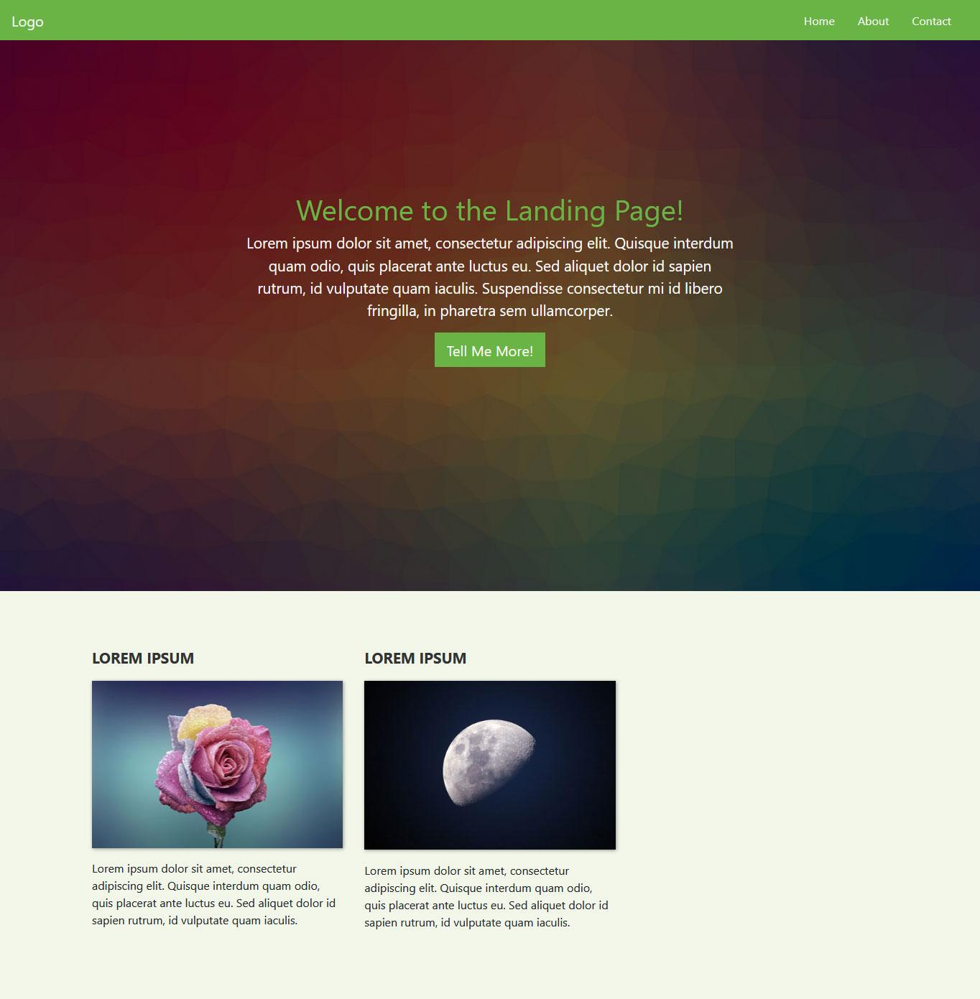 Logo
Home About Contact
Welcome to the Landing Page!
Lorem ipsum dolor sit amet, consectetur adipiscing elit. Quisque interdum
quam odio, quis placerat ante luctus eu. Sed aliquet dolor id sapien
rutrum, id vulputate quam iaculis. Suspendisse consectetur mi id libero
fringilla, in pharetra sem ullamcorper.
Tell Me More!
LOREM IPSUM
Lorem ipsum dolor sit amet, consectetur
adipiscing elit. Quisque interdum quam odio,
quis placerat ante luctus eu. Sed aliquet dolor id
sapien rutrum, id vulputate quam iaculis.
LOREM IPSUM
Lorem ipsum dolor sit amet, consectetur
adipiscing elit. Quisque interdum quam odio,
quis placerat ante luctus eu. Sed aliquet dolor id
sapien rutrum, id vulputate quam iaculis.